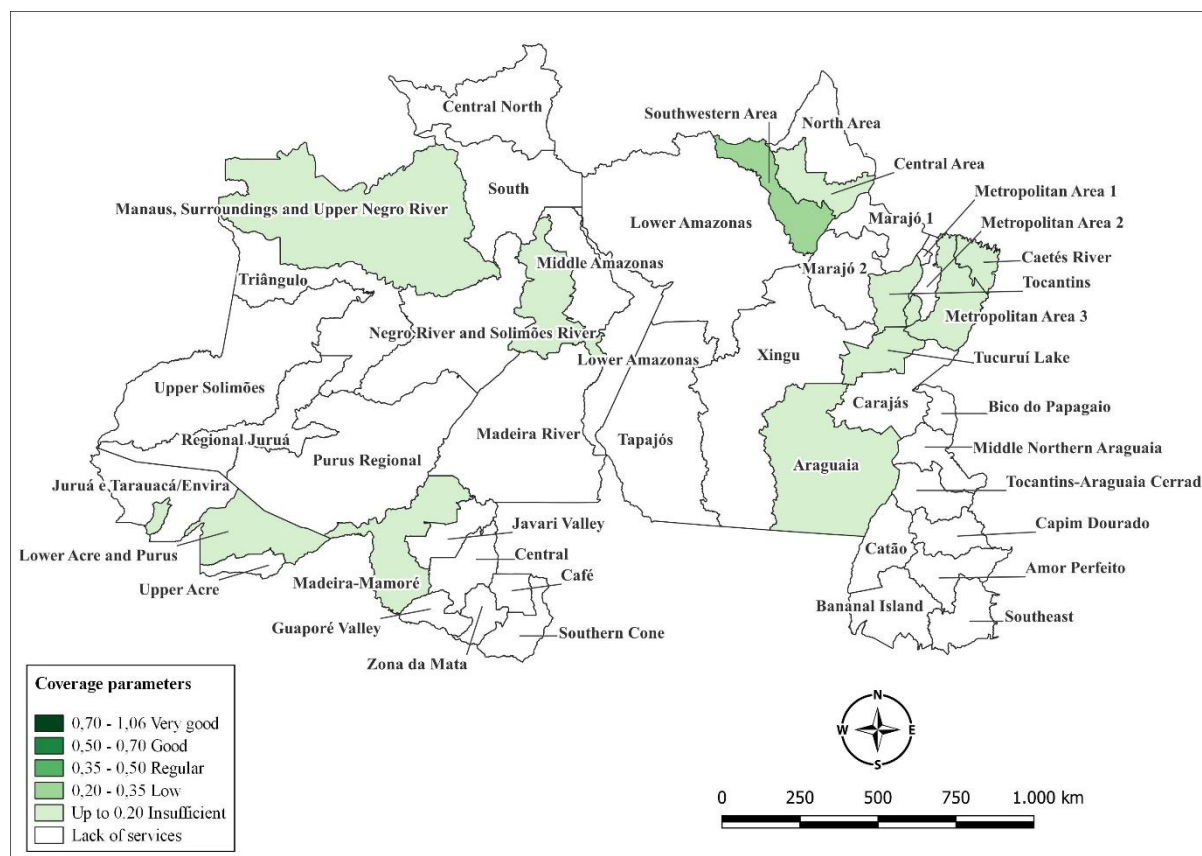 Central North
Southwestern Area
North Area
Central Area
South
Metropolitan Area 1
Manaus, Surroundings and Upper Negro River
Lower Amazonas
Marajó 1
Metropolitan Area 2
Middle Amazonas
Caetés River
Triângulo
Marajó 2
Tocantins
Metropolitan Area 3
Negro River and Solimões River
Lower Amazonas
Xingu
Tucuruí Lake
Upper Solimões
Carajás
Bico do Papagaio
Regional Juruá
Madeira River
Tapajós
Middle Northern Araguaia
Purus Regional
Araguaia
Juruá e Tarauacá/Envira
Tocantins-Araguaia Cerrad
Javari Valley
Capim Dourado
Lower Acre and Purus
Central
Catão
Amor Perfeito
Upper Acre
Madeira-Mamoré
Café
Bananal Island
Southeast
Guaporé Valley
Southern Cone
Zona da Mata
Coverage parameters
0,70 - 1,06 Very good
0,50 - 0,70 Good
0,35 - 0,50 Regular
0,20 - 0,35 Low
Up to 0.20 Insufficient
Lack of services
N
W
E
S
0 250 500 750 1.000 km